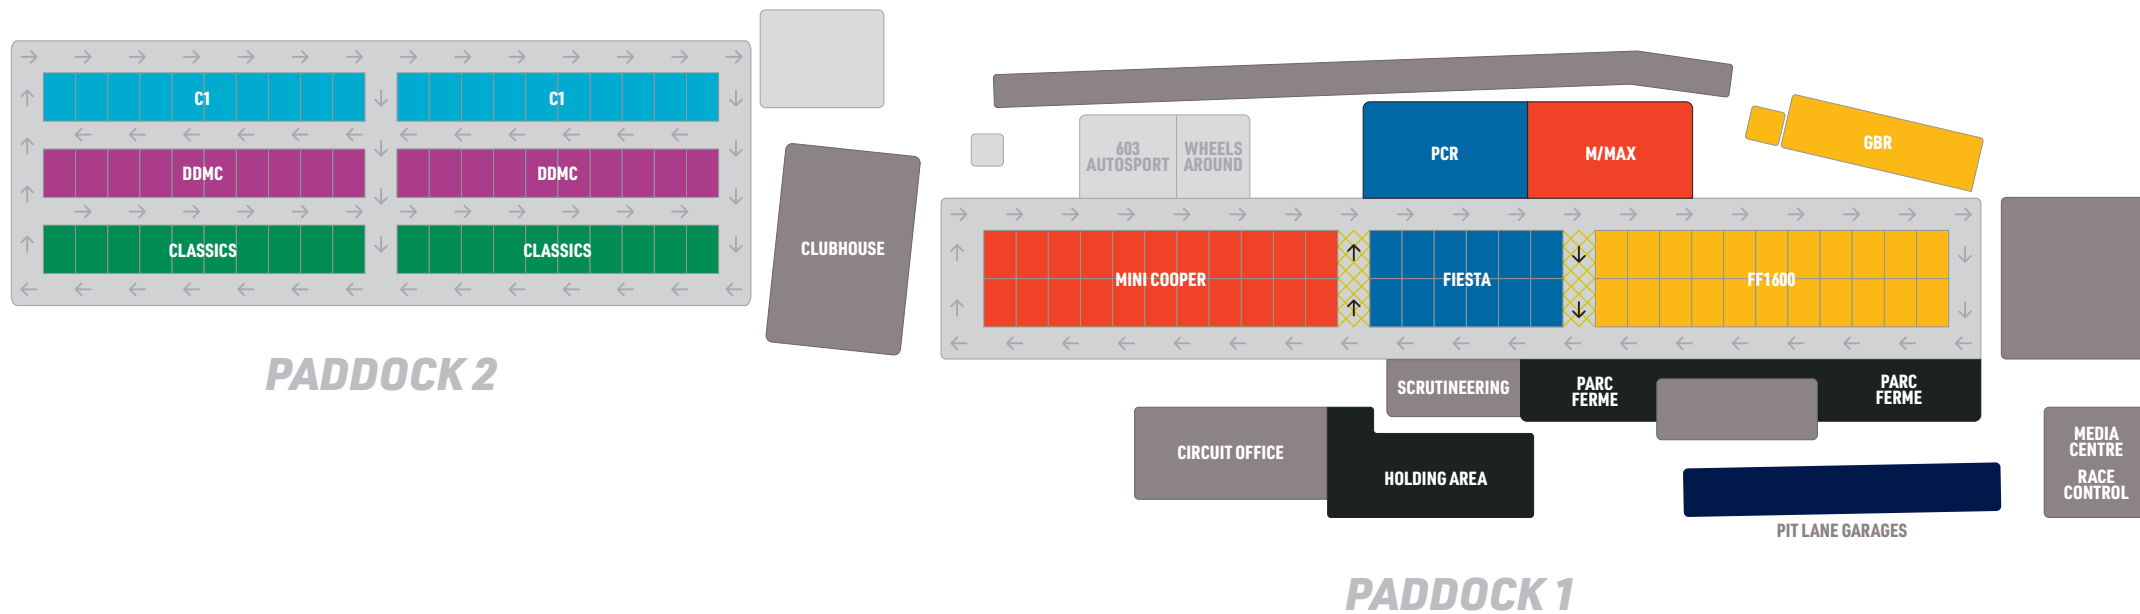 C1
C1
DDMC
DDMC
CLASSICS
CLASSICS
PADDOCK 2
CLUBHOUSE
603
AUTOSPORT
WHEELS
AROUND
PCR
M/MAX
GBR
MINI COOPER
FIESTA
FF1600
SCRUTINEERING
PARC
FERME
PARC
FERME
CIRCUIT OFFICE
HOLDING AREA
MEDIA
CENTRE
RACE
CONTROL
PIT LANE GARAGES
PADDOCK 1